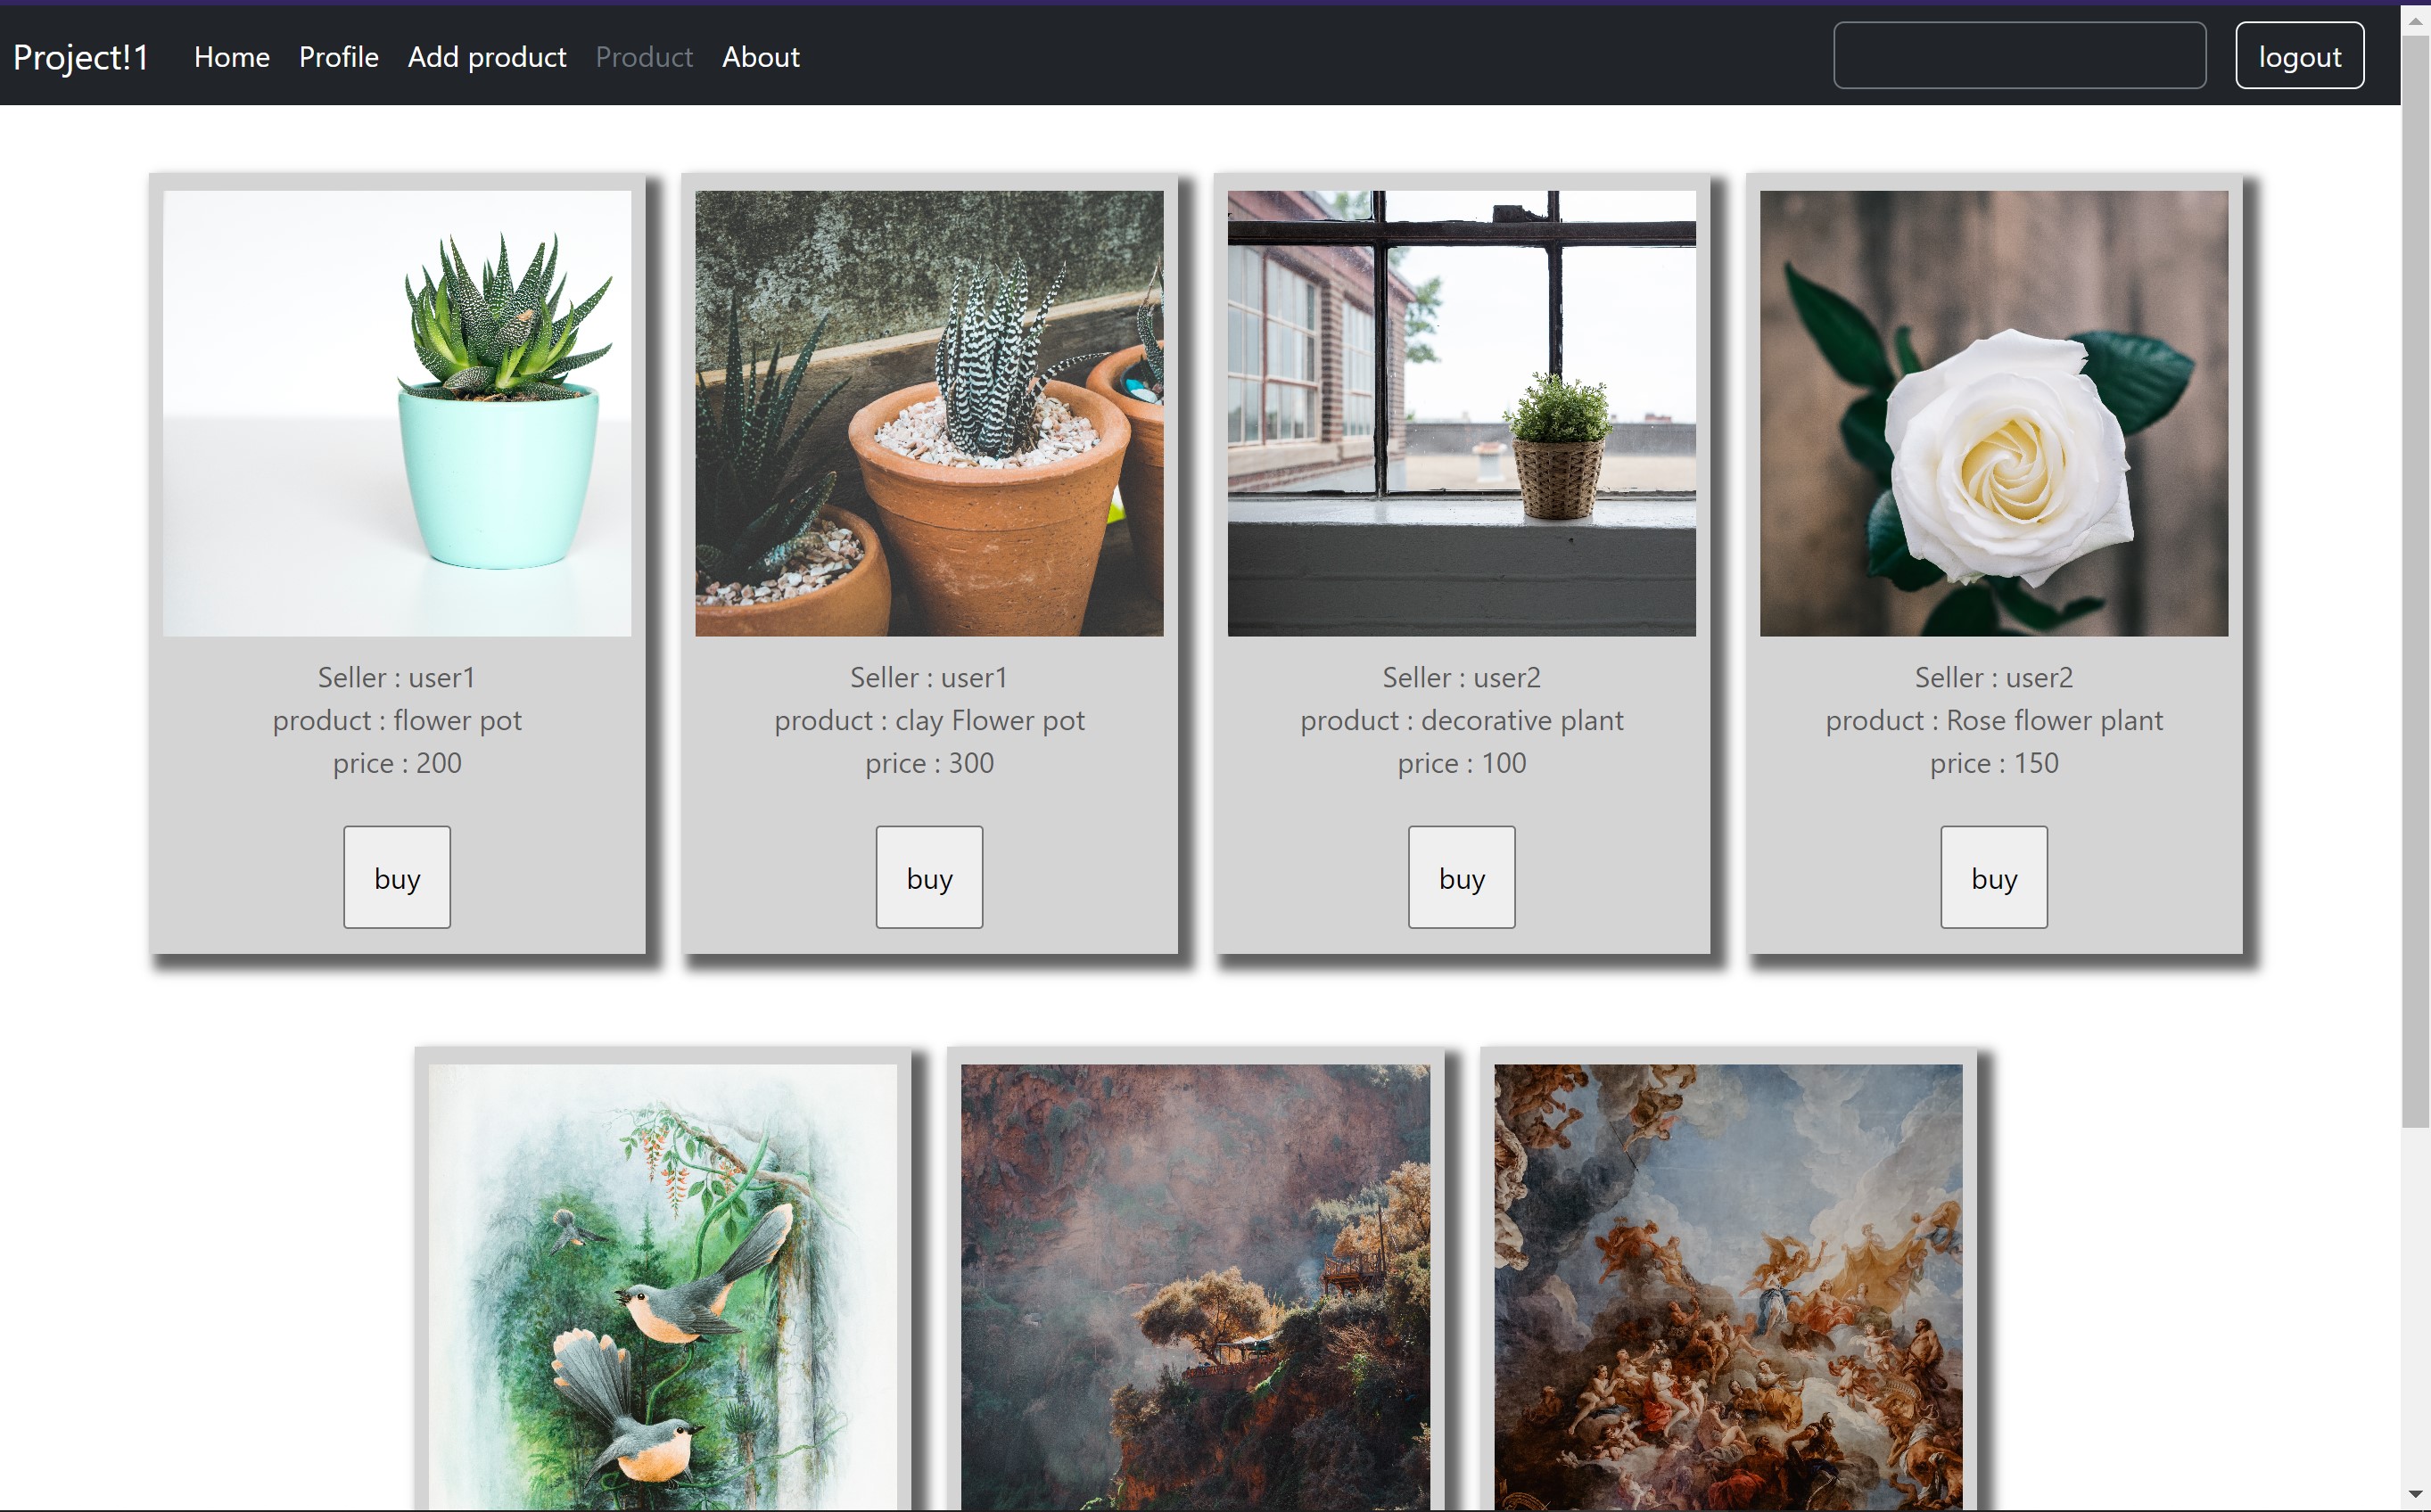 Project!1 Home Profile Add product Product About logout
Seller : user1
product : flower pot
price : 200
buy
Seller : user1
product : clay Flower pot
price : 300
buy
Seller : user2
product : decorative plant
price : 100
buy
Seller : user2
product : Rose flower plant
price : 150
buy